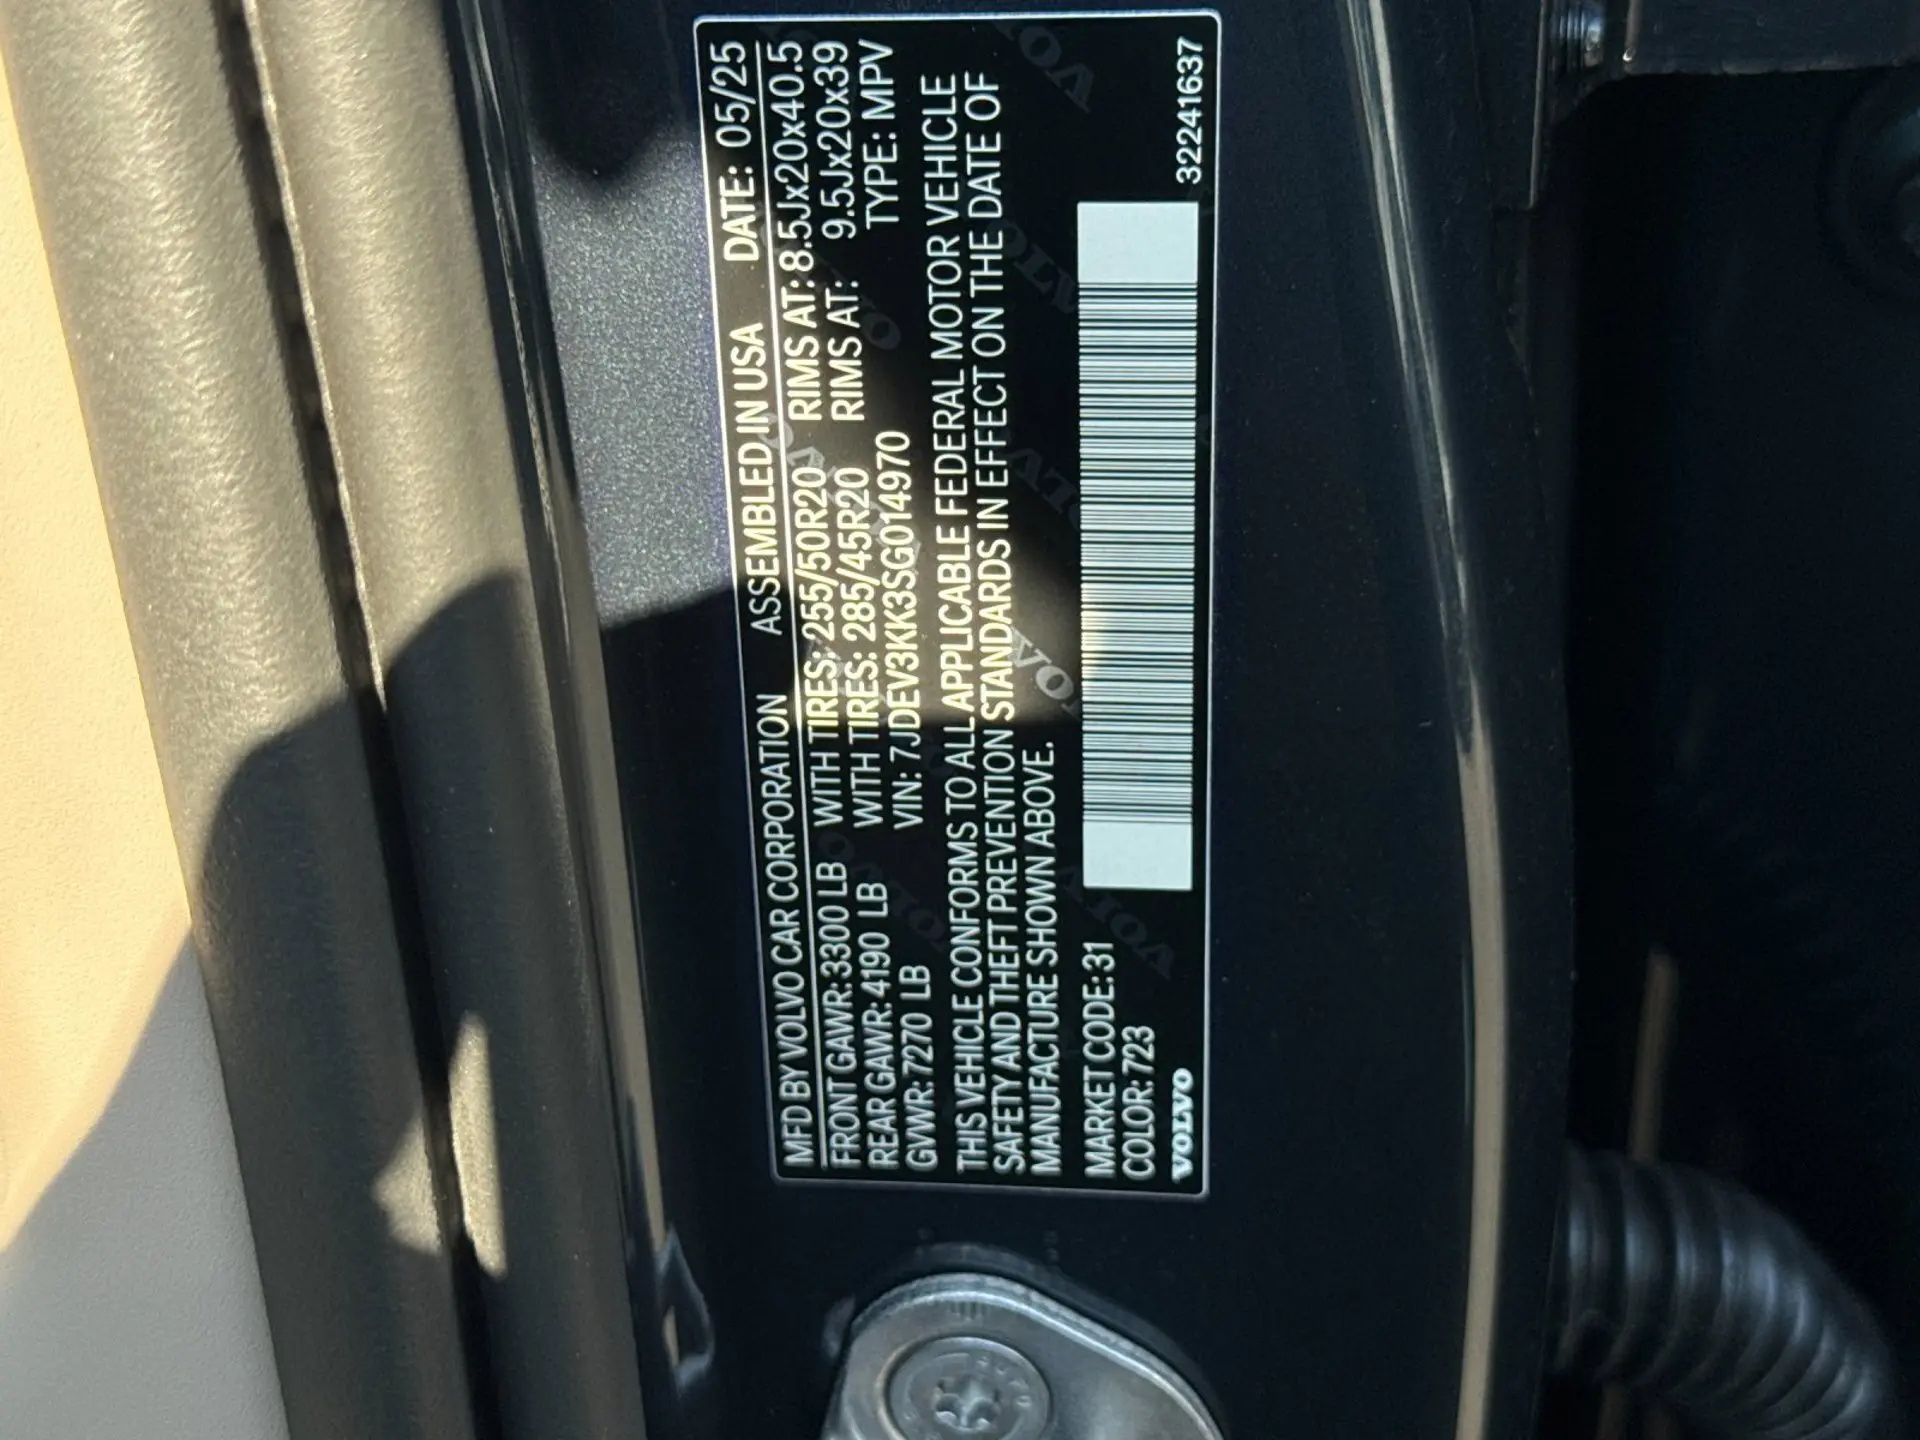 MFD BY VOLVO CAR CORPORATION ASSEMBLED IN USA DATE: 05/25
FRONT GAWR: 3300 LB WITH TIRES: 255/50R20 RIMS AT: 8.5Jx20x40.5
REAR GAWR: 4190 LB WITH TIRES: 285/45R20 RIMS AT: 9.5Jx20x39
GVWR: 7270 LB VIN: 7JDEV3KK3SG014970 TYPE: MPV
THIS VEHICLE CONFORMS TO ALL APPLICABLE FEDERAL MOTOR VEHICLE
SAFETY AND THEFT PREVENTION STANDARDS IN EFFECT ON THE DATE OF
MANUFACTURE SHOWN ABOVE.
MARKET CODE: 31
COLOR: 723
VOLVO
32241637